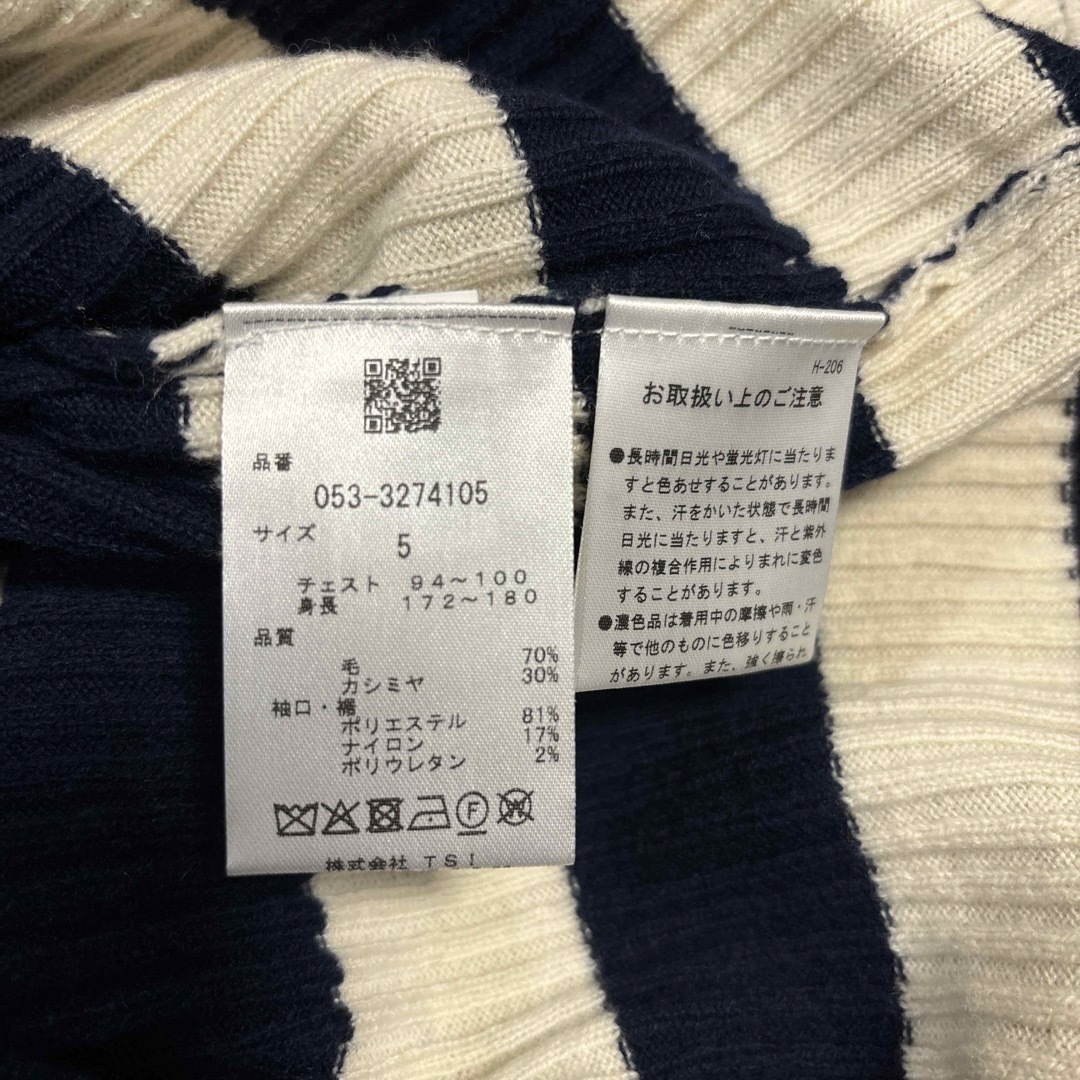 品番
053-3274105
サイズ 5
チェスト 94～100
身長 172～180
品質
毛 70%
カシミヤ 30%
袖口・裾
ポリエステル 81%
ナイロン 17%
ポリウレタン 2%
F
W
株式会社 TSI
H-206
お取扱い上のご注意
●長時間日光や蛍光灯に当たりま
すと色あせすることがあります。
また、汗をかいた状態で長時間
日光に当たりますと、汗と紫外
線の複合作用によりまれに変色
することがあります。
●濃色品は着用中の摩擦や雨・汗
等で他のものに色移りすること
があります。また、強く擦られ